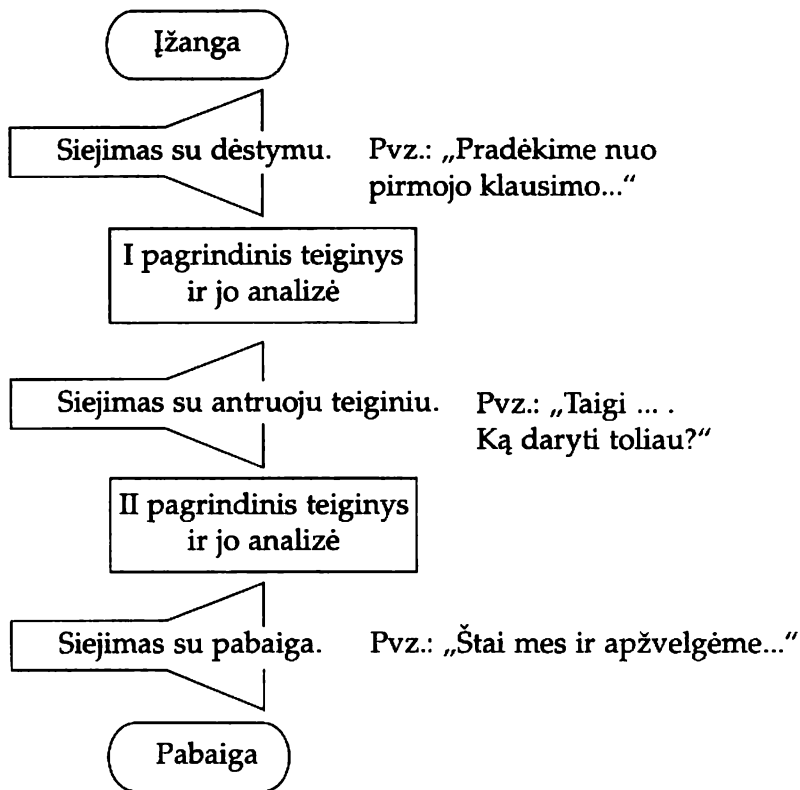 Įžanga
Siejimas su dėstymu. Pvz.: „Pradėkime nuo
pirmojo klausimo...“
I pagrindinis teiginys
ir jo analizė
Siejimas su antruoju teiginiu. Pvz.: „Taigi ... .
Ką daryti toliau?“
II pagrindinis teiginys
ir jo analizė
Siejimas su pabaiga. Pvz.: „Štai mes ir apžvelgėme...“
Pabaiga